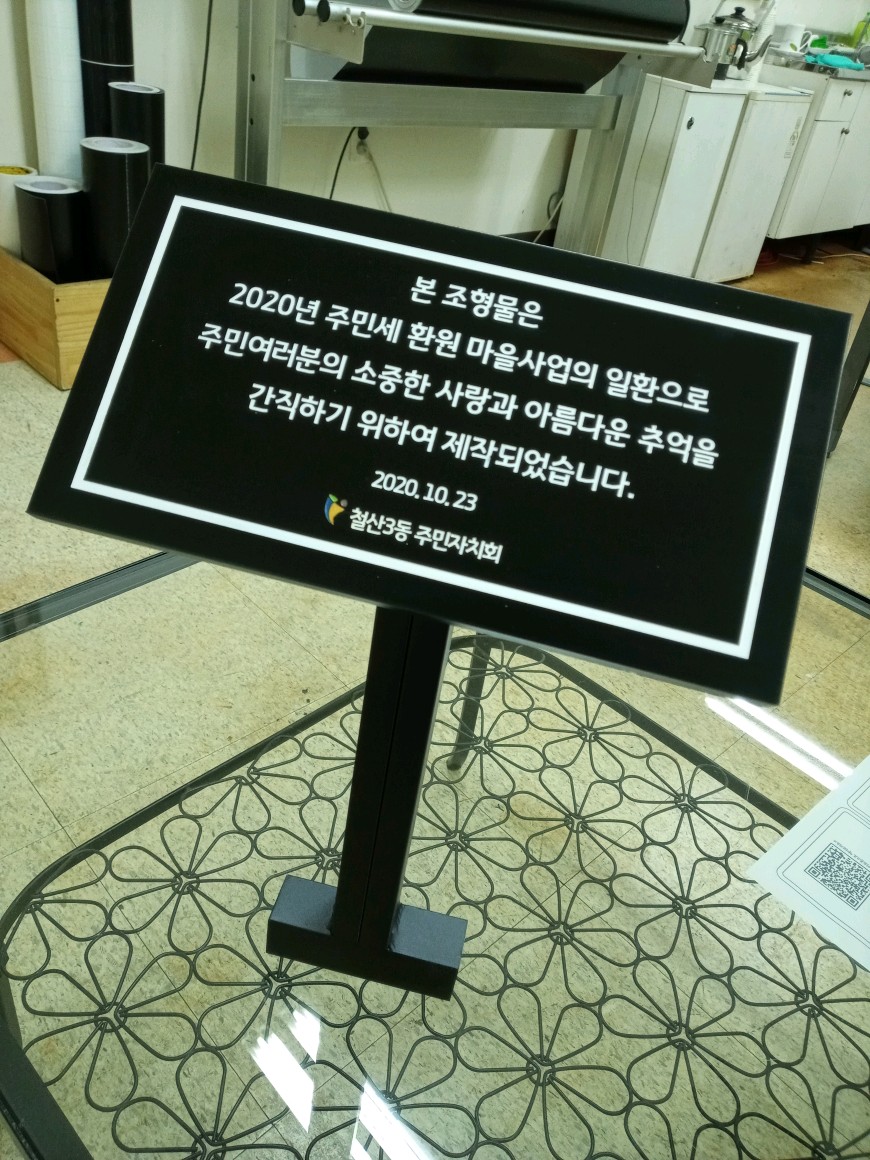 본 조형물은
2020년 주민세 환원 마을사업의 일환으로
주민여러분의 소중한 사랑과 아름다운 추억을
간직하기 위하여 제작되었습니다.
2020. 10. 23
철산3동 주민자치회